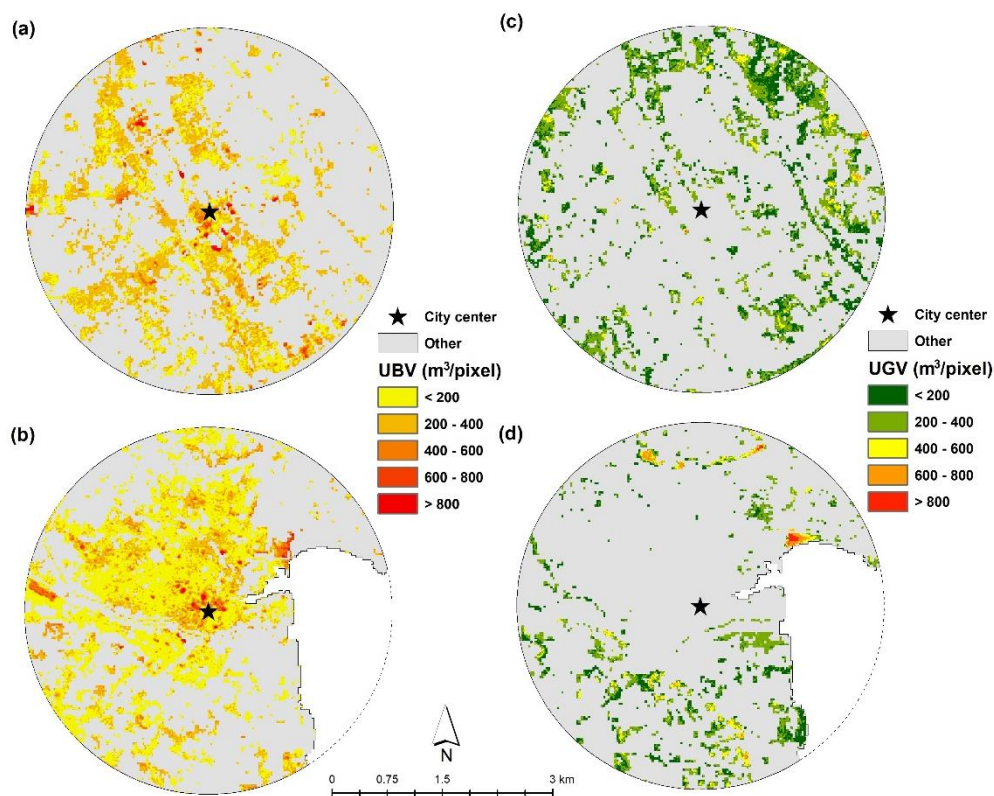 (a)
(c)
City center
Other
UBV (m³/pixel)
< 200
200 - 400
400 - 600
600 - 800
> 800
City center
Other
UGV (m³/pixel)
< 200
200 - 400
400 - 600
600 - 800
> 800
(b)
(d)
N
0 0.75 1.5 3 km